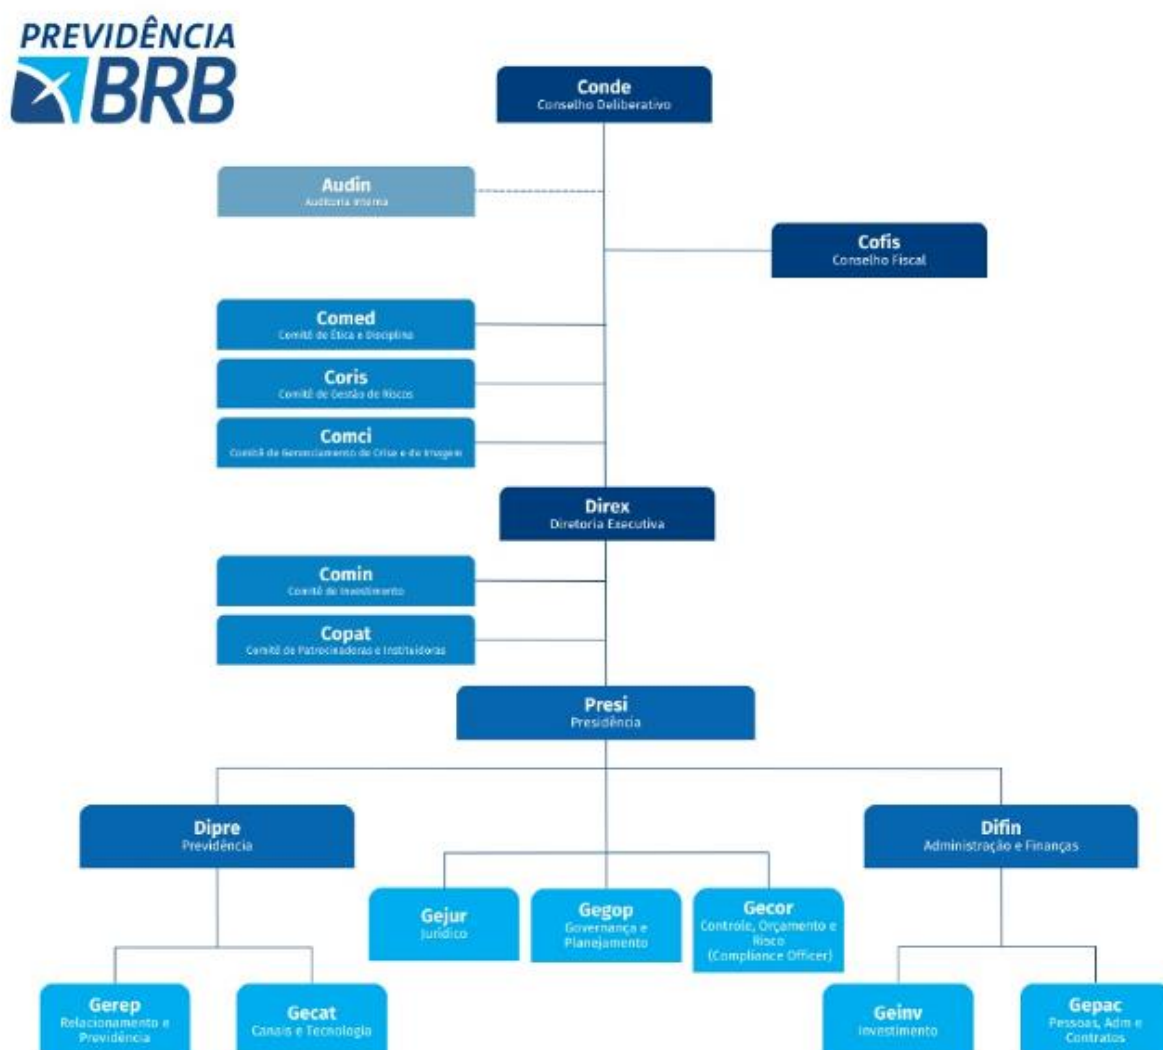 PREVIDÊNCIA
BRB
Conde
Conselho Deliberativo
Audin
Auditoria Interna
Cofis
Conselho Fiscal
Comed
Comitê de Ética e Disciplina
Coris
Comitê de Gestão de Riscos
Comci
Comitê de Gerenciamento de Crise e de Imagem
Direx
Diretoria Executiva
Comin
Comitê de Investimento
Copat
Comitê de Patrocinadoras e Instituidoras
Presi
Presidência
Dipre
Previdência
Difin
Administração e Finanças
Gejur
Jurídico
Gegop
Governança e
Planejamento
Gecor
Controle, Orçamento e
Risco
(Compliance Officer)
Gerep
Relacionamento e
Previdência
Gecat
Canais e Tecnologia
Geinv
Investimento
Gepac
Pessoas, Adm e
Contratos